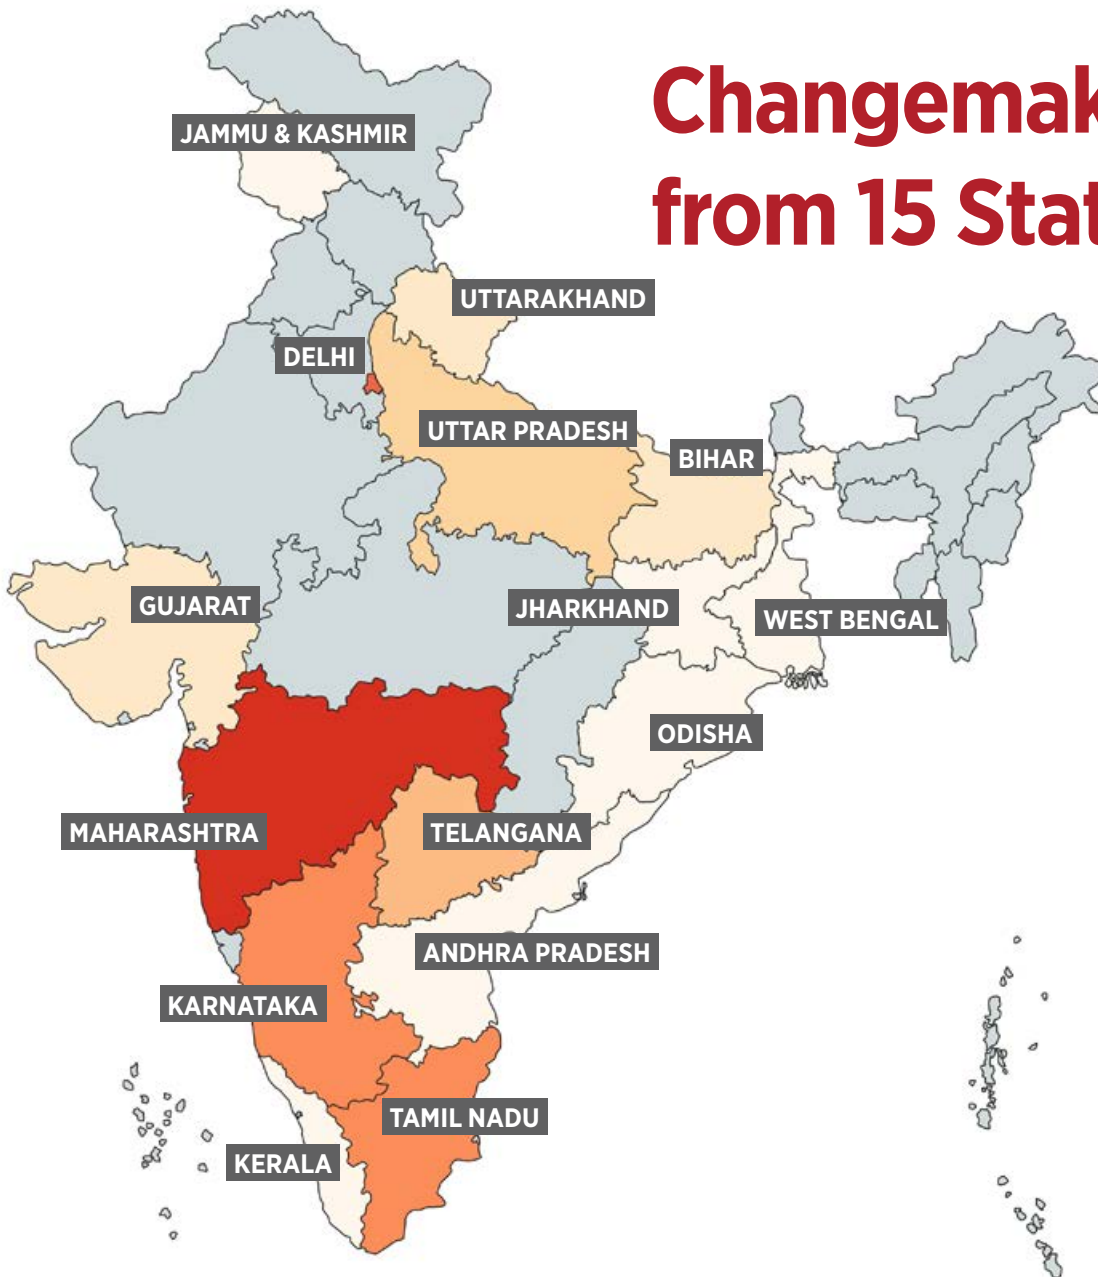 Changemak
from 15 Stat
JAMMU & KASHMIR
UTTARAKHAND
DELHI
UTTAR PRADESH
BIHAR
GUJARAT
JHARKHAND
WEST BENGAL
ODISHA
MAHARASHTRA
TELANGANA
ANDHRA PRADESH
KARNATAKA
TAMIL NADU
KERALA